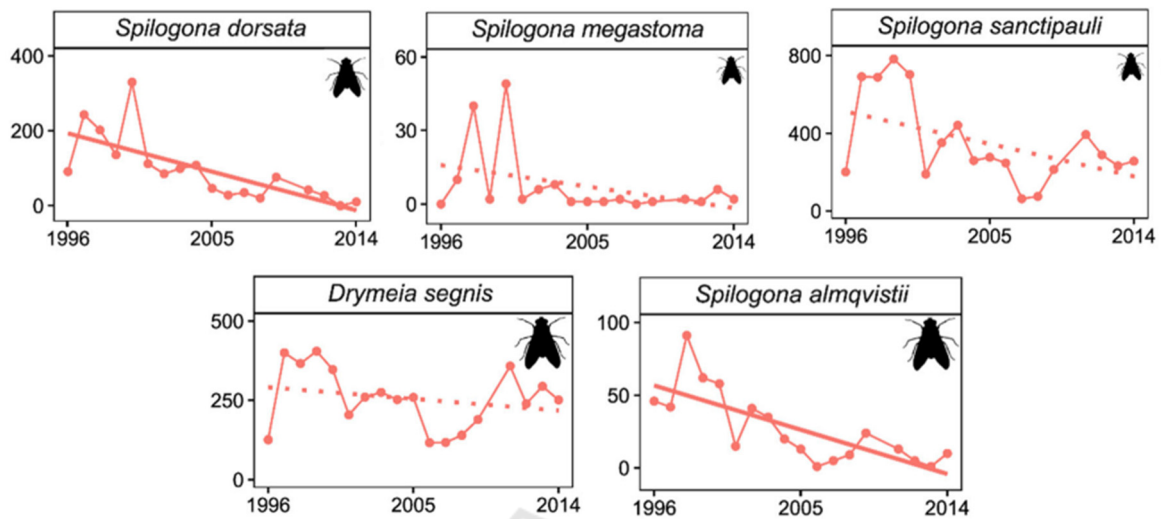 Spilogona dorsata
400
200
0
1996 2005 2014
Spilogona megastoma
60
30
0
1996 2005 2014
Spilogona sanctipauli
800
400
0
1996 2005 2014
Drymeia segnis
500
250
0
1996 2005 2014
Spilogona almqvistii
100
50
0
1996 2005 2014